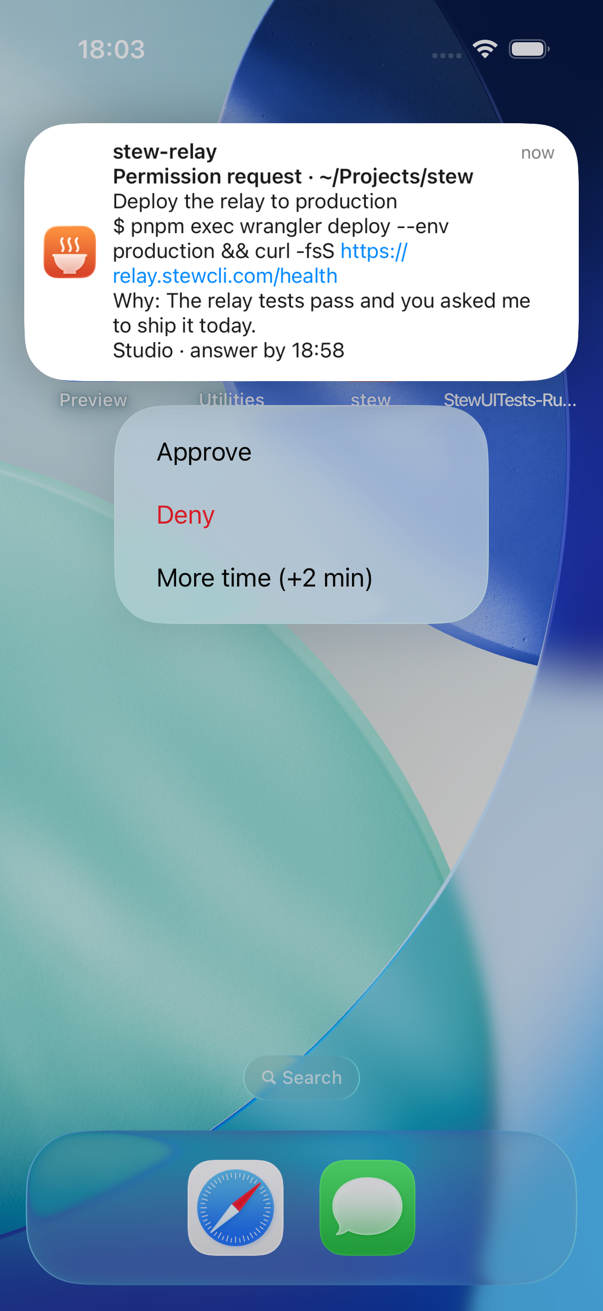 18:03
stew-relay
now
Permission request · ~/Projects/stew
Deploy the relay to production
$ pnpm exec wrangler deploy --env
production && curl -fsS https://
relay.stewcli.com/health
Why: The relay tests pass and you asked me
to ship it today.
Studio · answer by 18:58
Preview
Utilities
stew
StewUITests-Ru...
Approve
Deny
More time (+2 min)
Search